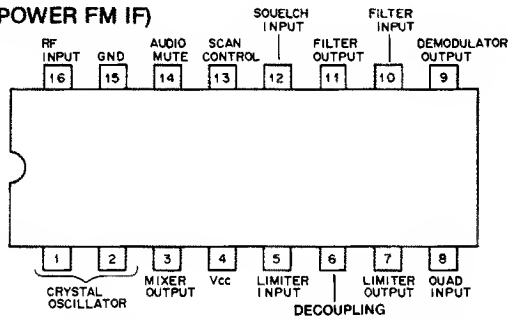 POWER FM IF)
SQUELCH INPUT
FILTER INPUT
RF INPUT
GND
AUDIO MUTE
SCAN CONTROL
FILTER OUTPUT
DEMODULATOR OUTPUT
16 15 14 13 12 11 10 9
1 2 3 4 5 6 7 8
CRYSTAL OSCILLATOR
MIXER OUTPUT
Vcc
LIMITER INPUT
DECOUPLING
LIMITER OUTPUT
QUAD INPUT